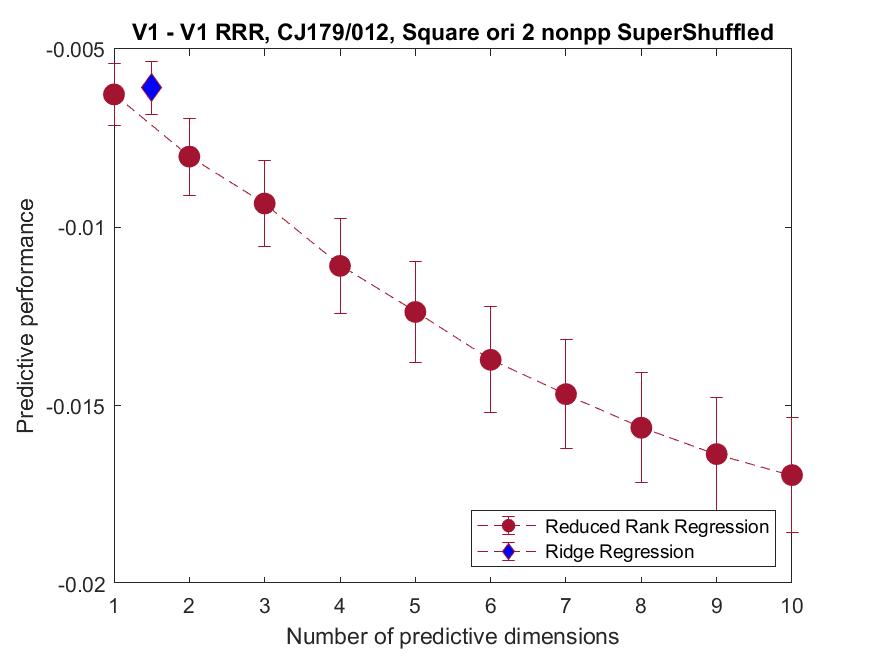 V1 - V1 RRR, CJ179/012, Square ori 2 nonpp SuperShuffled
-0.005
-0.01
-0.015
-0.02
Predictive performance
Reduced Rank Regression
Ridge Regression
1 2 3 4 5 6 7 8 9 10
Number of predictive dimensions